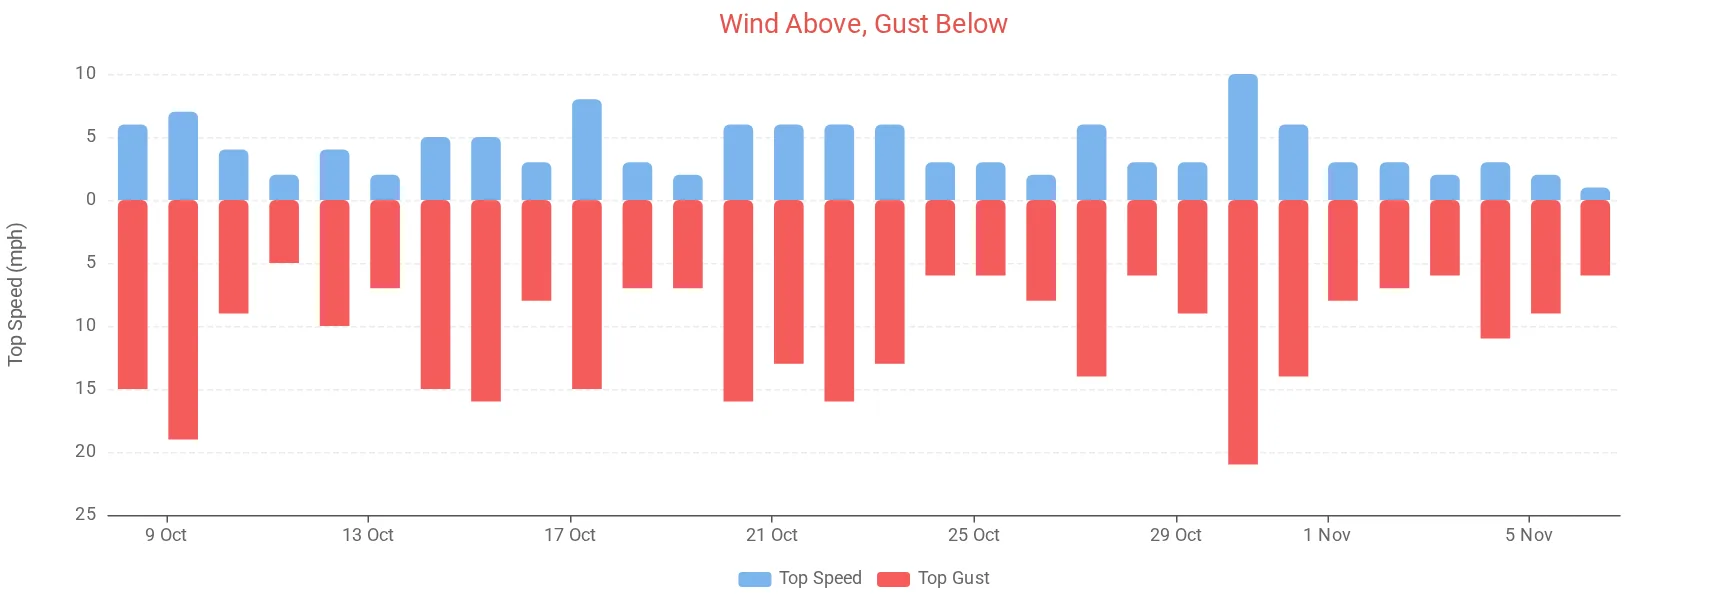 Wind Above, Gust Below
Top Speed (mph)
10
5
0
5
10
15
20
25
9 Oct
13 Oct
17 Oct
21 Oct
25 Oct
29 Oct
1 Nov
5 Nov
Top Speed
Top Gust